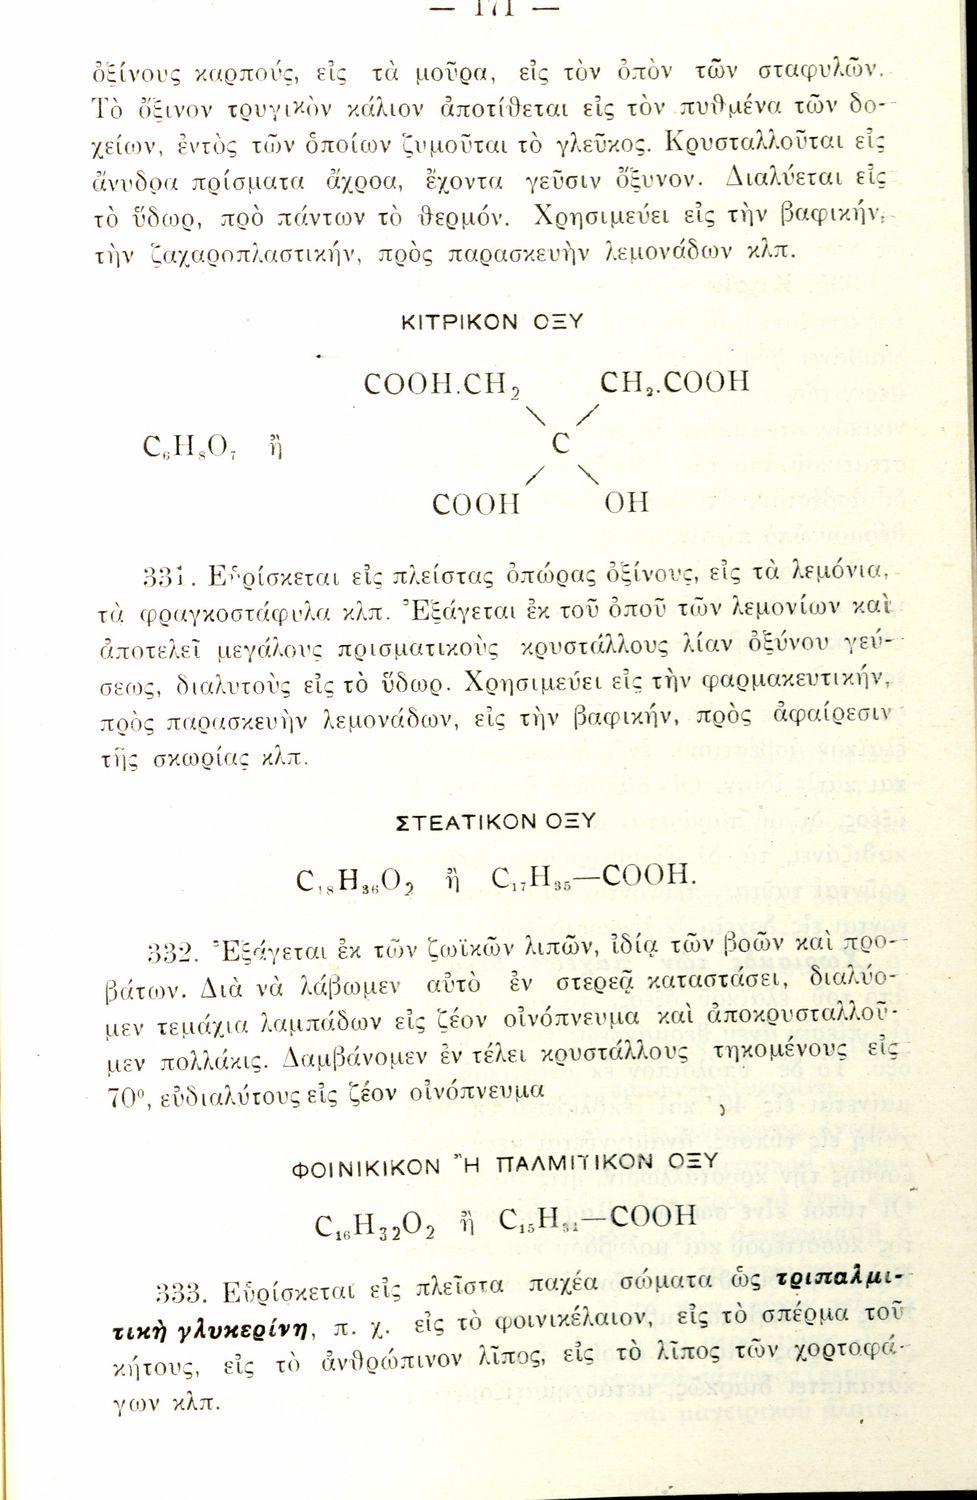 — 171 —
ὀξίνους καρπούς, εἰς τὰ μοῦρα, εἰς τὸν ὀπὸν τῶν σταφυλῶν.
Τὸ ὄξινον τρυγικὸν κάλιον ἀποτίθεται εἰς τὸν πυθμένα τῶν δο-
χείων, ἐντὸς τῶν ὁποίων ζυμοῦται τὸ γλεῦκος. Κρυσταλλοῦται εἰς
ἄνυδρα πρίσματα ἄχροα, ἔχοντα γεῦσιν ὄξυνον. Διαλύεται εἰς
τὸ ὕδωρ, πρὸ πάντων τὸ θερμόν. Χρησιμεύει εἰς τὴν βαφικήν,
τὴν ζαχαροπλαστικήν, πρὸς παρασκευὴν λεμονάδων κλπ.
ΚΙΤΡΙΚΟΝ ΟΞΥ
COOH.CH₂ CH₂.COOH
C₆H₈O₇ ἢ C
COOH OH
331. Εὑρίσκεται εἰς πλείστας ὀπώρας ὀξίνους, εἰς τὰ λεμόνια,
τὰ φραγκοστάφυλα κλπ. Ἐξάγεται ἐκ τοῦ ὀποῦ τῶν λεμονίων καὶ
ἀποτελεῖ μεγάλους πρισματικοὺς κρυστάλλους λίαν ὀξύνου γεύ-
σεως, διαλυτοὺς εἰς τὸ ὕδωρ. Χρησιμεύει εἰς τὴν φαρμακευτικήν,
πρὸς παρασκευὴν λεμονάδων, εἰς τὴν βαφικήν, πρὸς ἀφαίρεσιν
τῆς σκωρίας κλπ.
ΣΤΕΑΤΙΚΟΝ ΟΞΥ
C₁₈H₃₆O₂ ἢ C₁₇H₃₅—COOH.
332. Ἐξάγεται ἐκ τῶν ζωϊκῶν λιπῶν, ἰδίᾳ τῶν βοῶν καὶ προ-
βάτων. Διὰ νὰ λάβωμεν αὐτὸ ἐν στερεᾷ καταστάσει, διαλύο-
μεν τεμάχια λαμπάδων εἰς ζέον οἰνόπνευμα καὶ ἀποκρυσταλλοῦ-
μεν πολλάκις. Λαμβάνομεν ἐν τέλει κρυστάλλους τηκομένους εἰς
70°, εὐδιαλύτους εἰς ζέον οἰνόπνευμα
ΦΟΙΝΙΚΙΚΟΝ Ἢ ΠΑΛΜΙΤΙΚΟΝ ΟΞΥ
C₁₆H₃₂O₂ ἢ C₁₅H₃₁—COOH
333. Εὑρίσκεται εἰς πλεῖστα παχέα σώματα ὡς τριπαλμι-
τικὴ γλυκερίνη, π. χ. εἰς τὸ φοινικέλαιον, εἰς τὸ σπέρμα τοῦ
κήτους, εἰς τὸ ἀνθρώπινον λῖπος, εἰς τὸ λῖπος τῶν χορτοφά-
γων κλπ.